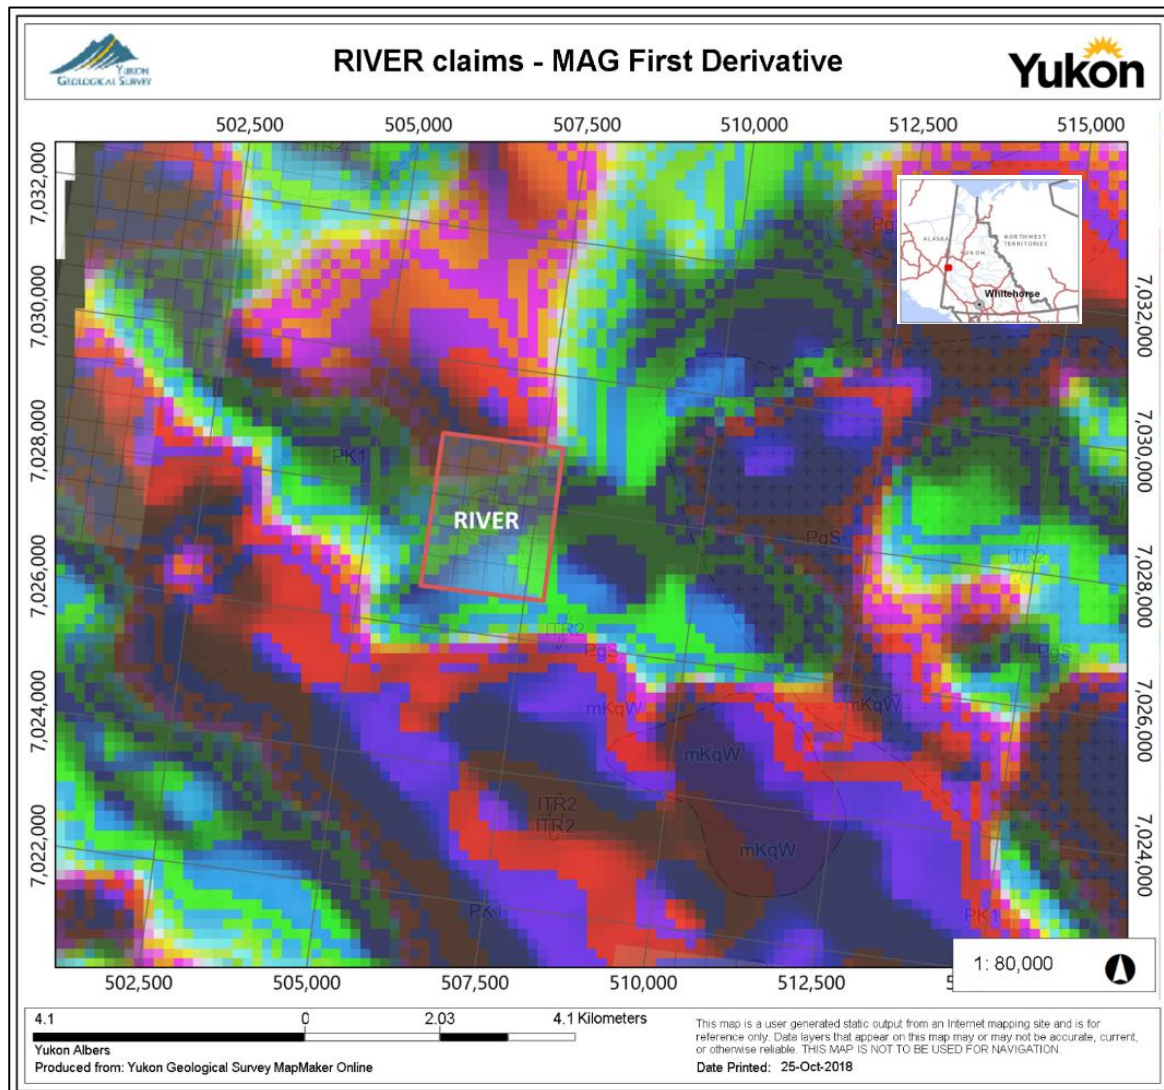 YUKON
GEOLOGICAL SURVEY
RIVER claims - MAG First Derivative
Yukon
502,500 505,000 507,500 510,000 512,500 515,000
7,032,000
7,030,000
7,028,000
7,026,000
7,024,000
7,022,000
ALASKA
YUKON
NORTHWEST
TERRITORIES
Whitehorse
7,032,000
7,030,000
7,028,000
7,026,000
7,024,000
PK1
RIVER
PgS
ITR2
ITR2
PgS
PgS
mKqW
mKqW
mKqW
ITR2
ITR2
mKqW
PK1
PK1
502,500 505,000 507,500 510,000 512,500
1: 80,000
4.1 0 2.03 4.1 Kilometers
Yukon Albers
Produced from: Yukon Geological Survey MapMaker Online
This map is a user generated static output from an Internet mapping site and is for
reference only. Data layers that appear on this map may or may not be accurate, current,
or otherwise reliable. THIS MAP IS NOT TO BE USED FOR NAVIGATION.
Date Printed: 25-Oct-2018